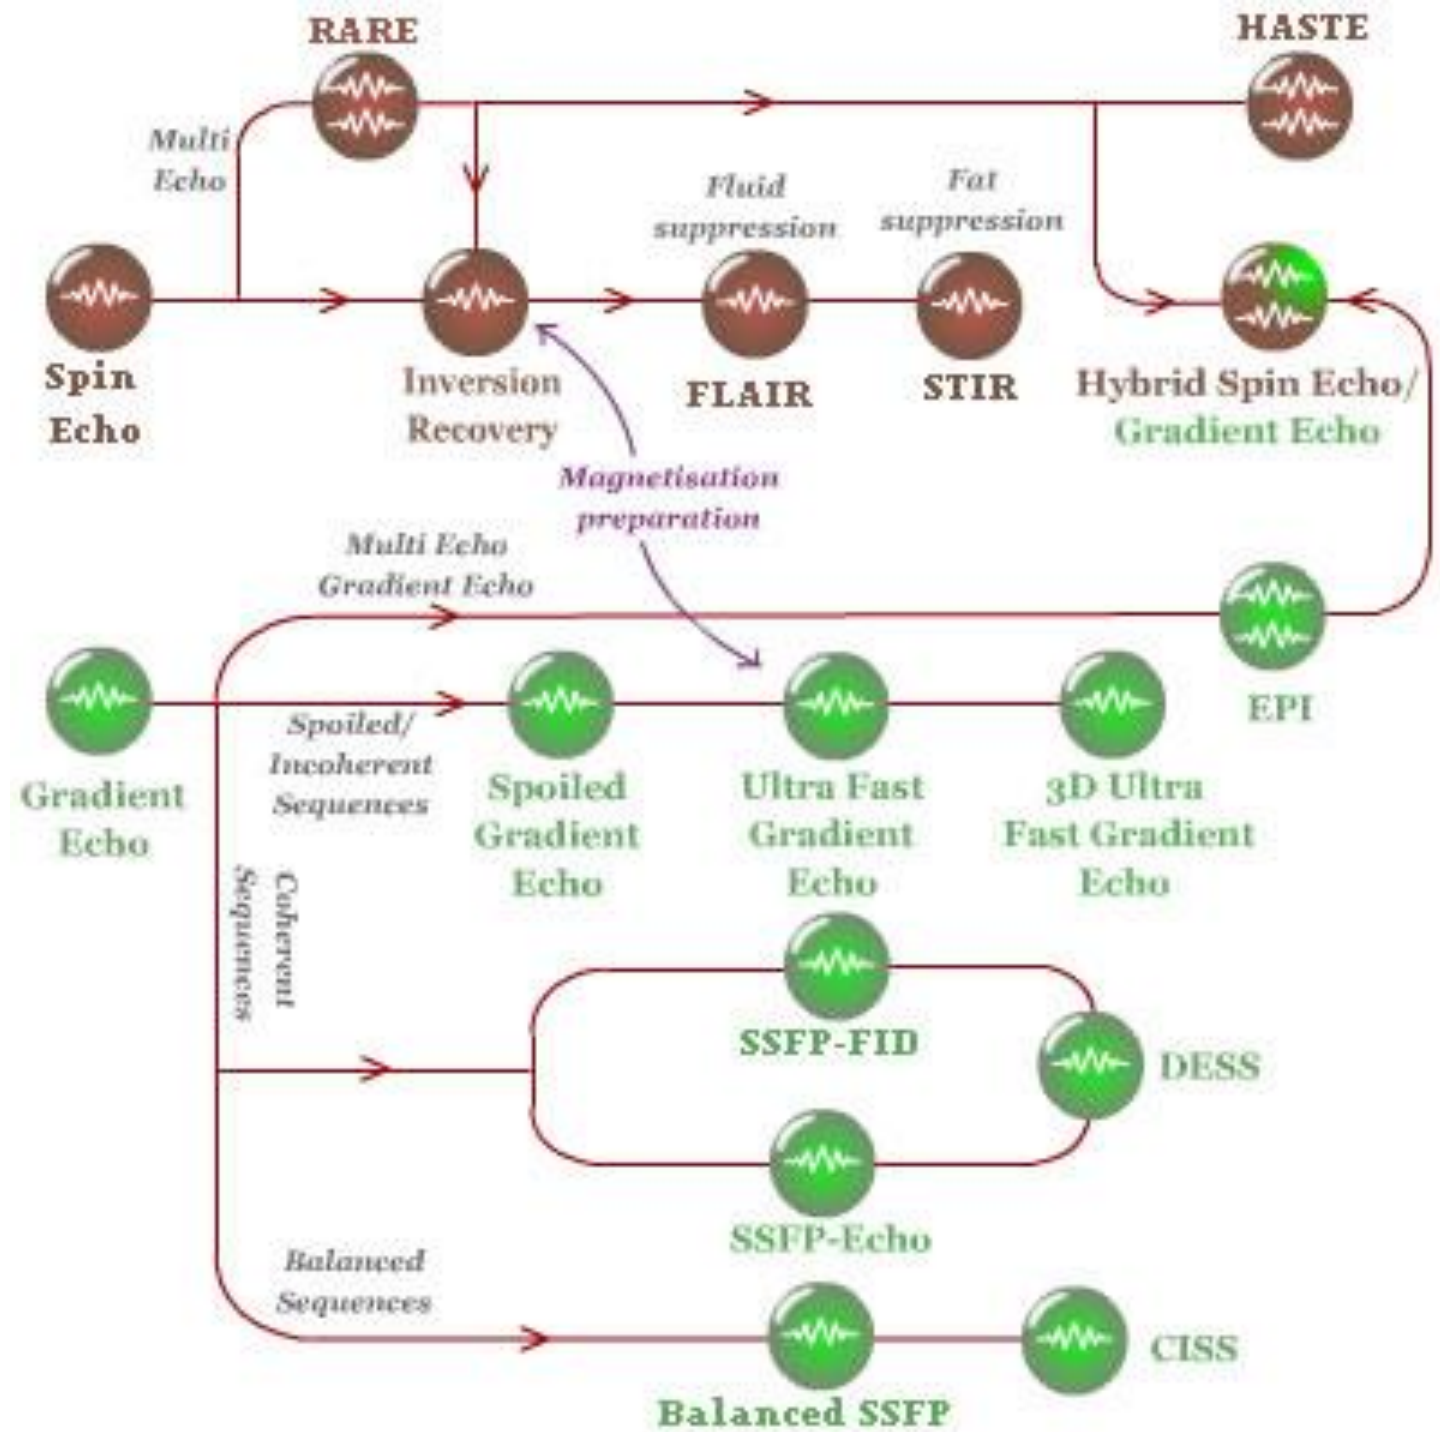 RARE
HASTE
Multi
Echo
Fluid
suppression
Fat
suppression
Spin
Echo
Inversion
Recovery
FLAIR
STIR
Hybrid Spin Echo/
Gradient Echo
Magnetisation
preparation
Multi Echo
Gradient Echo
EPI
Gradient
Echo
Spoiled/
Incoherent
Sequences
Spoiled
Gradient
Echo
Ultra Fast
Gradient
Echo
3D Ultra
Fast Gradient
Echo
Coherent
Sequences
SSFP-FID
DESS
SSFP-Echo
Balanced
Sequences
Balanced SSFP
CISS